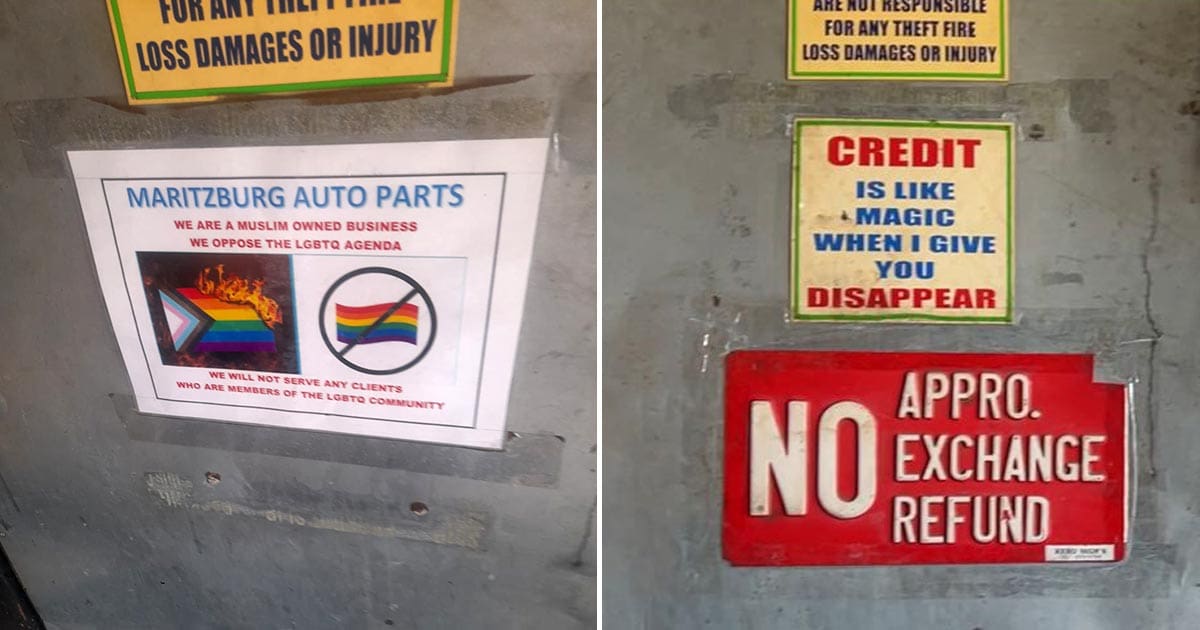 FOR ANY THEFT FIRE
LOSS DAMAGES OR INJURY
MARITZBURG AUTO PARTS
WE ARE A MUSLIM OWNED BUSINESS
WE OPPOSE THE LGBTQ AGENDA
WE WILL NOT SERVE ANY CLIENTS
WHO ARE MEMBERS OF THE LGBTQ COMMUNITY
ARE NOT RESPONSIBLE
FOR ANY THEFT FIRE
LOSS DAMAGES OR INJURY
CREDIT
IS LIKE
MAGIC
WHEN I GIVE
YOU
DISAPPEAR
NO
APPRO.
EXCHANGE
REFUND